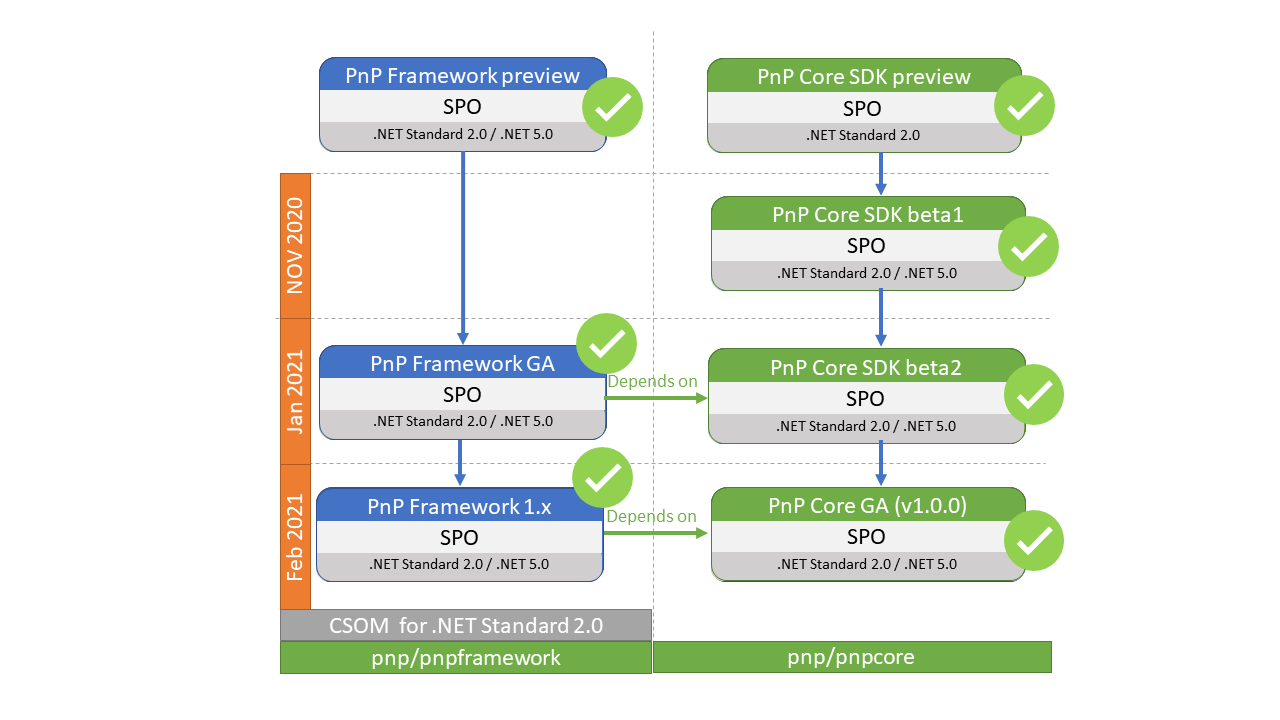 PnP Framework preview
SPO
.NET Standard 2.0 / .NET 5.0
PnP Core SDK preview
SPO
.NET Standard 2.0
NOV 2020
PnP Core SDK beta1
SPO
.NET Standard 2.0 / .NET 5.0
Jan 2021
PnP Framework GA
SPO
.NET Standard 2.0 / .NET 5.0
Depends on
PnP Core SDK beta2
SPO
.NET Standard 2.0 / .NET 5.0
Feb 2021
PnP Framework 1.x
SPO
.NET Standard 2.0 / .NET 5.0
Depends on
PnP Core GA (v1.0.0)
SPO
.NET Standard 2.0 / .NET 5.0
CSOM for .NET Standard 2.0
pnp/pnpframework
pnp/pnpcore